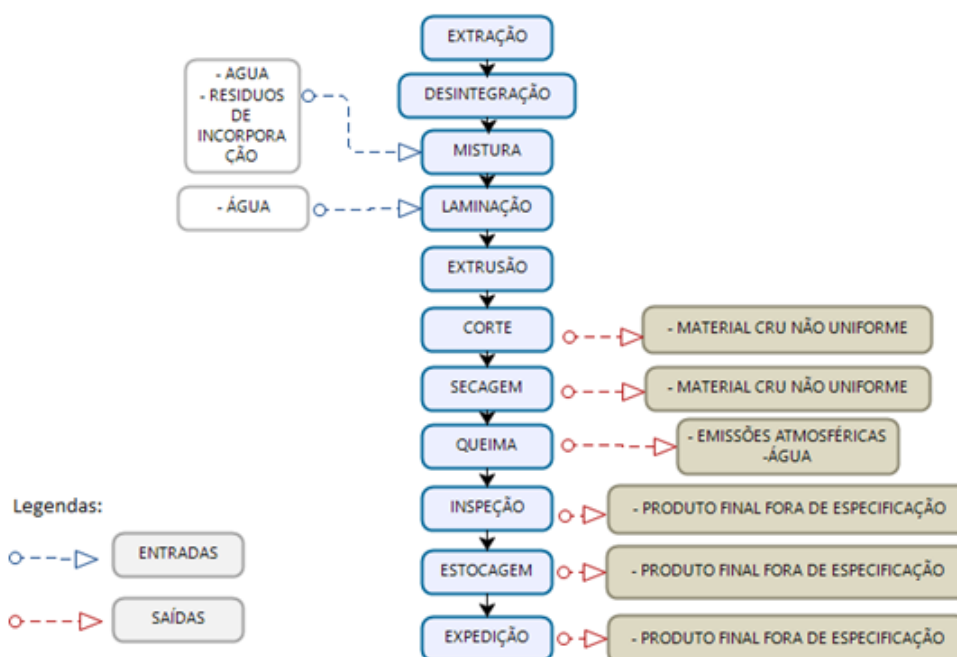 EXTRAÇÃO
- AGUA
- RESIDUOS
DE
INCORPORA
ÇÃO
DESINTEGRAÇÃO
MISTURA
- ÁGUA
LAMINAÇÃO
EXTRUSÃO
CORTE
- MATERIAL CRU NÃO UNIFORME
SECAGEM
- MATERIAL CRU NÃO UNIFORME
QUEIMA
- EMISSÕES ATMOSFÉRICAS
-ÁGUA
INSPEÇÃO
- PRODUTO FINAL FORA DE ESPECIFICAÇÃO
ESTOCAGEM
- PRODUTO FINAL FORA DE ESPECIFICAÇÃO
EXPEDIÇÃO
- PRODUTO FINAL FORA DE ESPECIFICAÇÃO
Legendas:
ENTRADAS
SAÍDAS